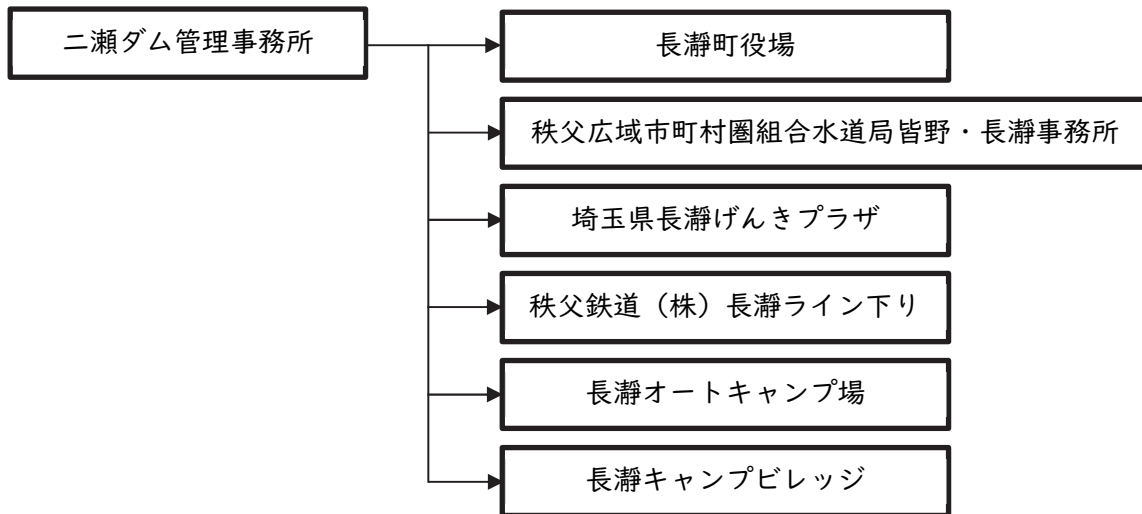 二瀬ダム管理事務所
長瀞町役場
秩父広域市町村圏組合水道局皆野・長瀞事務所
埼玉県長瀞げんきプラザ
秩父鉄道（株）長瀞ライン下り
長瀞オートキャンプ場
長瀞キャンプビレッジ